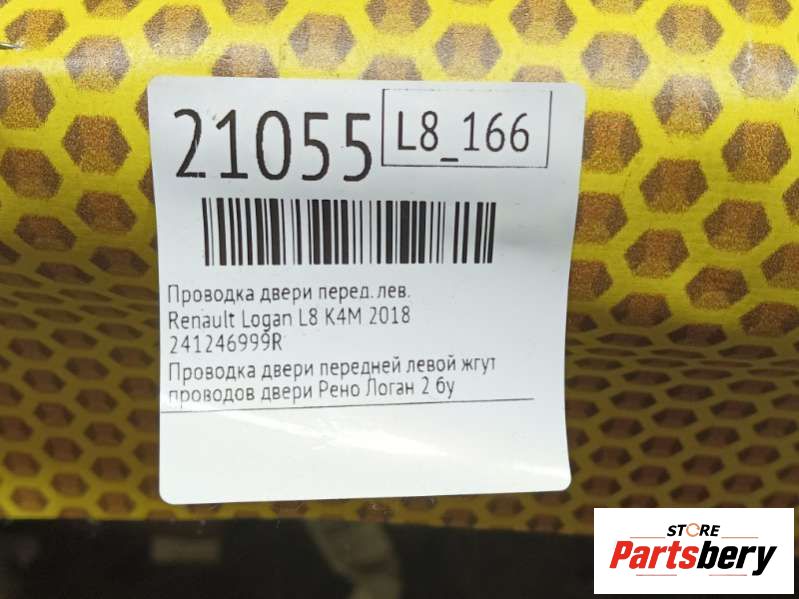 21055
L8_166
Проводка двери перед. лев.
Renault Logan L8 K4M 2018
241246999R
Проводка двери передней левой жгут
проводов двери Рено Логан 2 бу
STORE
Partsbery